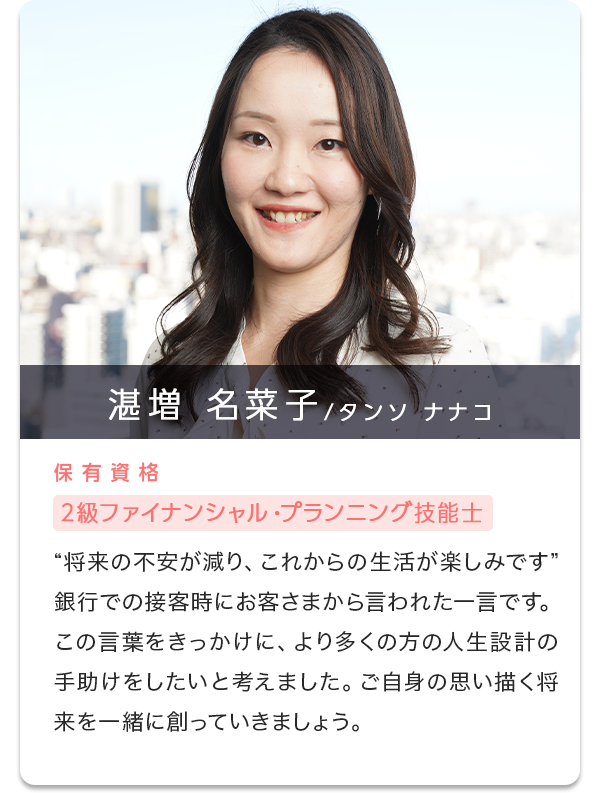 湛増 名菜子/タンソ ナナコ
保有資格
2級ファイナンシャル・プランニング技能士
“将来の不安が減り、これからの生活が楽しみです”
銀行での接客時にお客さまから言われた一言です。
この言葉をきっかけに、より多くの方の人生設計の
手助けをしたいと考えました。ご自身の思い描く将
来を一緒に創っていきましょう。